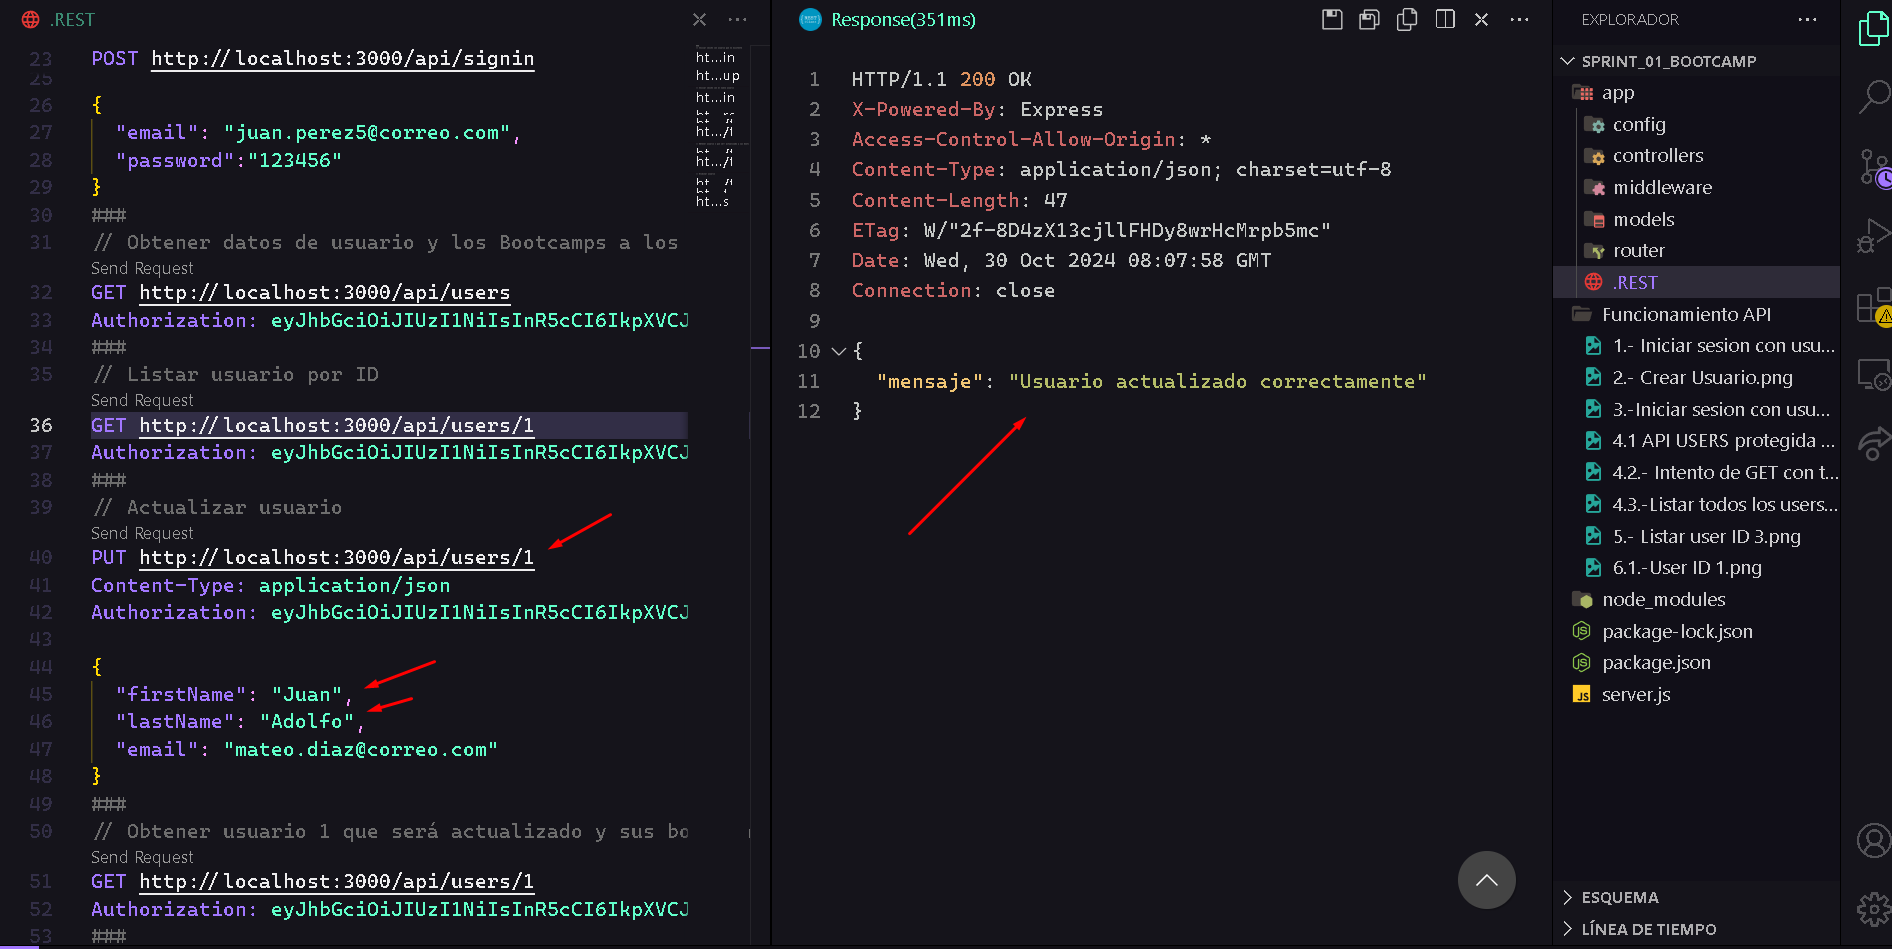 .REST
23 POST http://localhost:3000/api/signin
25
26 {
27 "email": "juan.perez5@correo.com",
28 "password":"123456"
29 }
30 ###
31 // Obtener datos de usuario y los Bootcamps a los
Send Request
32 GET http://localhost:3000/api/users
33 Authorization: eyJhbGciOiJIUzI1NiIsInR5cCI6IkpXVCJ
34 ###
35 // Listar usuario por ID
Send Request
36 GET http://localhost:3000/api/users/1
37 Authorization: eyJhbGciOiJIUzI1NiIsInR5cCI6IkpXVCJ
38 ###
39 // Actualizar usuario
Send Request
40 PUT http://localhost:3000/api/users/1
41 Content-Type: application/json
42 Authorization: eyJhbGciOiJIUzI1NiIsInR5cCI6IkpXVCJ
43
44 {
45 "firstName": "Juan",
46 "lastName": "Adolfo",
47 "email": "mateo.diaz@correo.com"
48 }
49 ###
50 // Obtener usuario 1 que será actualizado y sus bo
Send Request
51 GET http://localhost:3000/api/users/1
52 Authorization: eyJhbGciOiJIUzI1NiIsInR5cCI6IkpXVCJ
53 ###
ht...in
ht...up
ht...in
ht.../1
ht.../1
ht...s
Response(351ms)
1 HTTP/1.1 200 OK
2 X-Powered-By: Express
3 Access-Control-Allow-Origin: *
4 Content-Type: application/json; charset=utf-8
5 Content-Length: 47
6 ETag: W/"2f-8D4zX13cjllFHDy8wrHcMrpb5mc"
7 Date: Wed, 30 Oct 2024 08:07:58 GMT
8 Connection: close
9
10 {
11 "mensaje": "Usuario actualizado correctamente"
12 }
EXPLORADOR
SPRINT_01_BOOTCAMP
app
config
controllers
middleware
models
router
.REST
Funcionamiento API
1.- Iniciar sesion con usu...
2.- Crear Usuario.png
3.-Iniciar sesion con usu...
4.1 API USERS protegida ...
4.2.- Intento de GET con t...
4.3.-Listar todos los users...
5.- Listar user ID 3.png
6.1.-User ID 1.png
node_modules
package-lock.json
package.json
server.js
ESQUEMA
LÍNEA DE TIEMPO